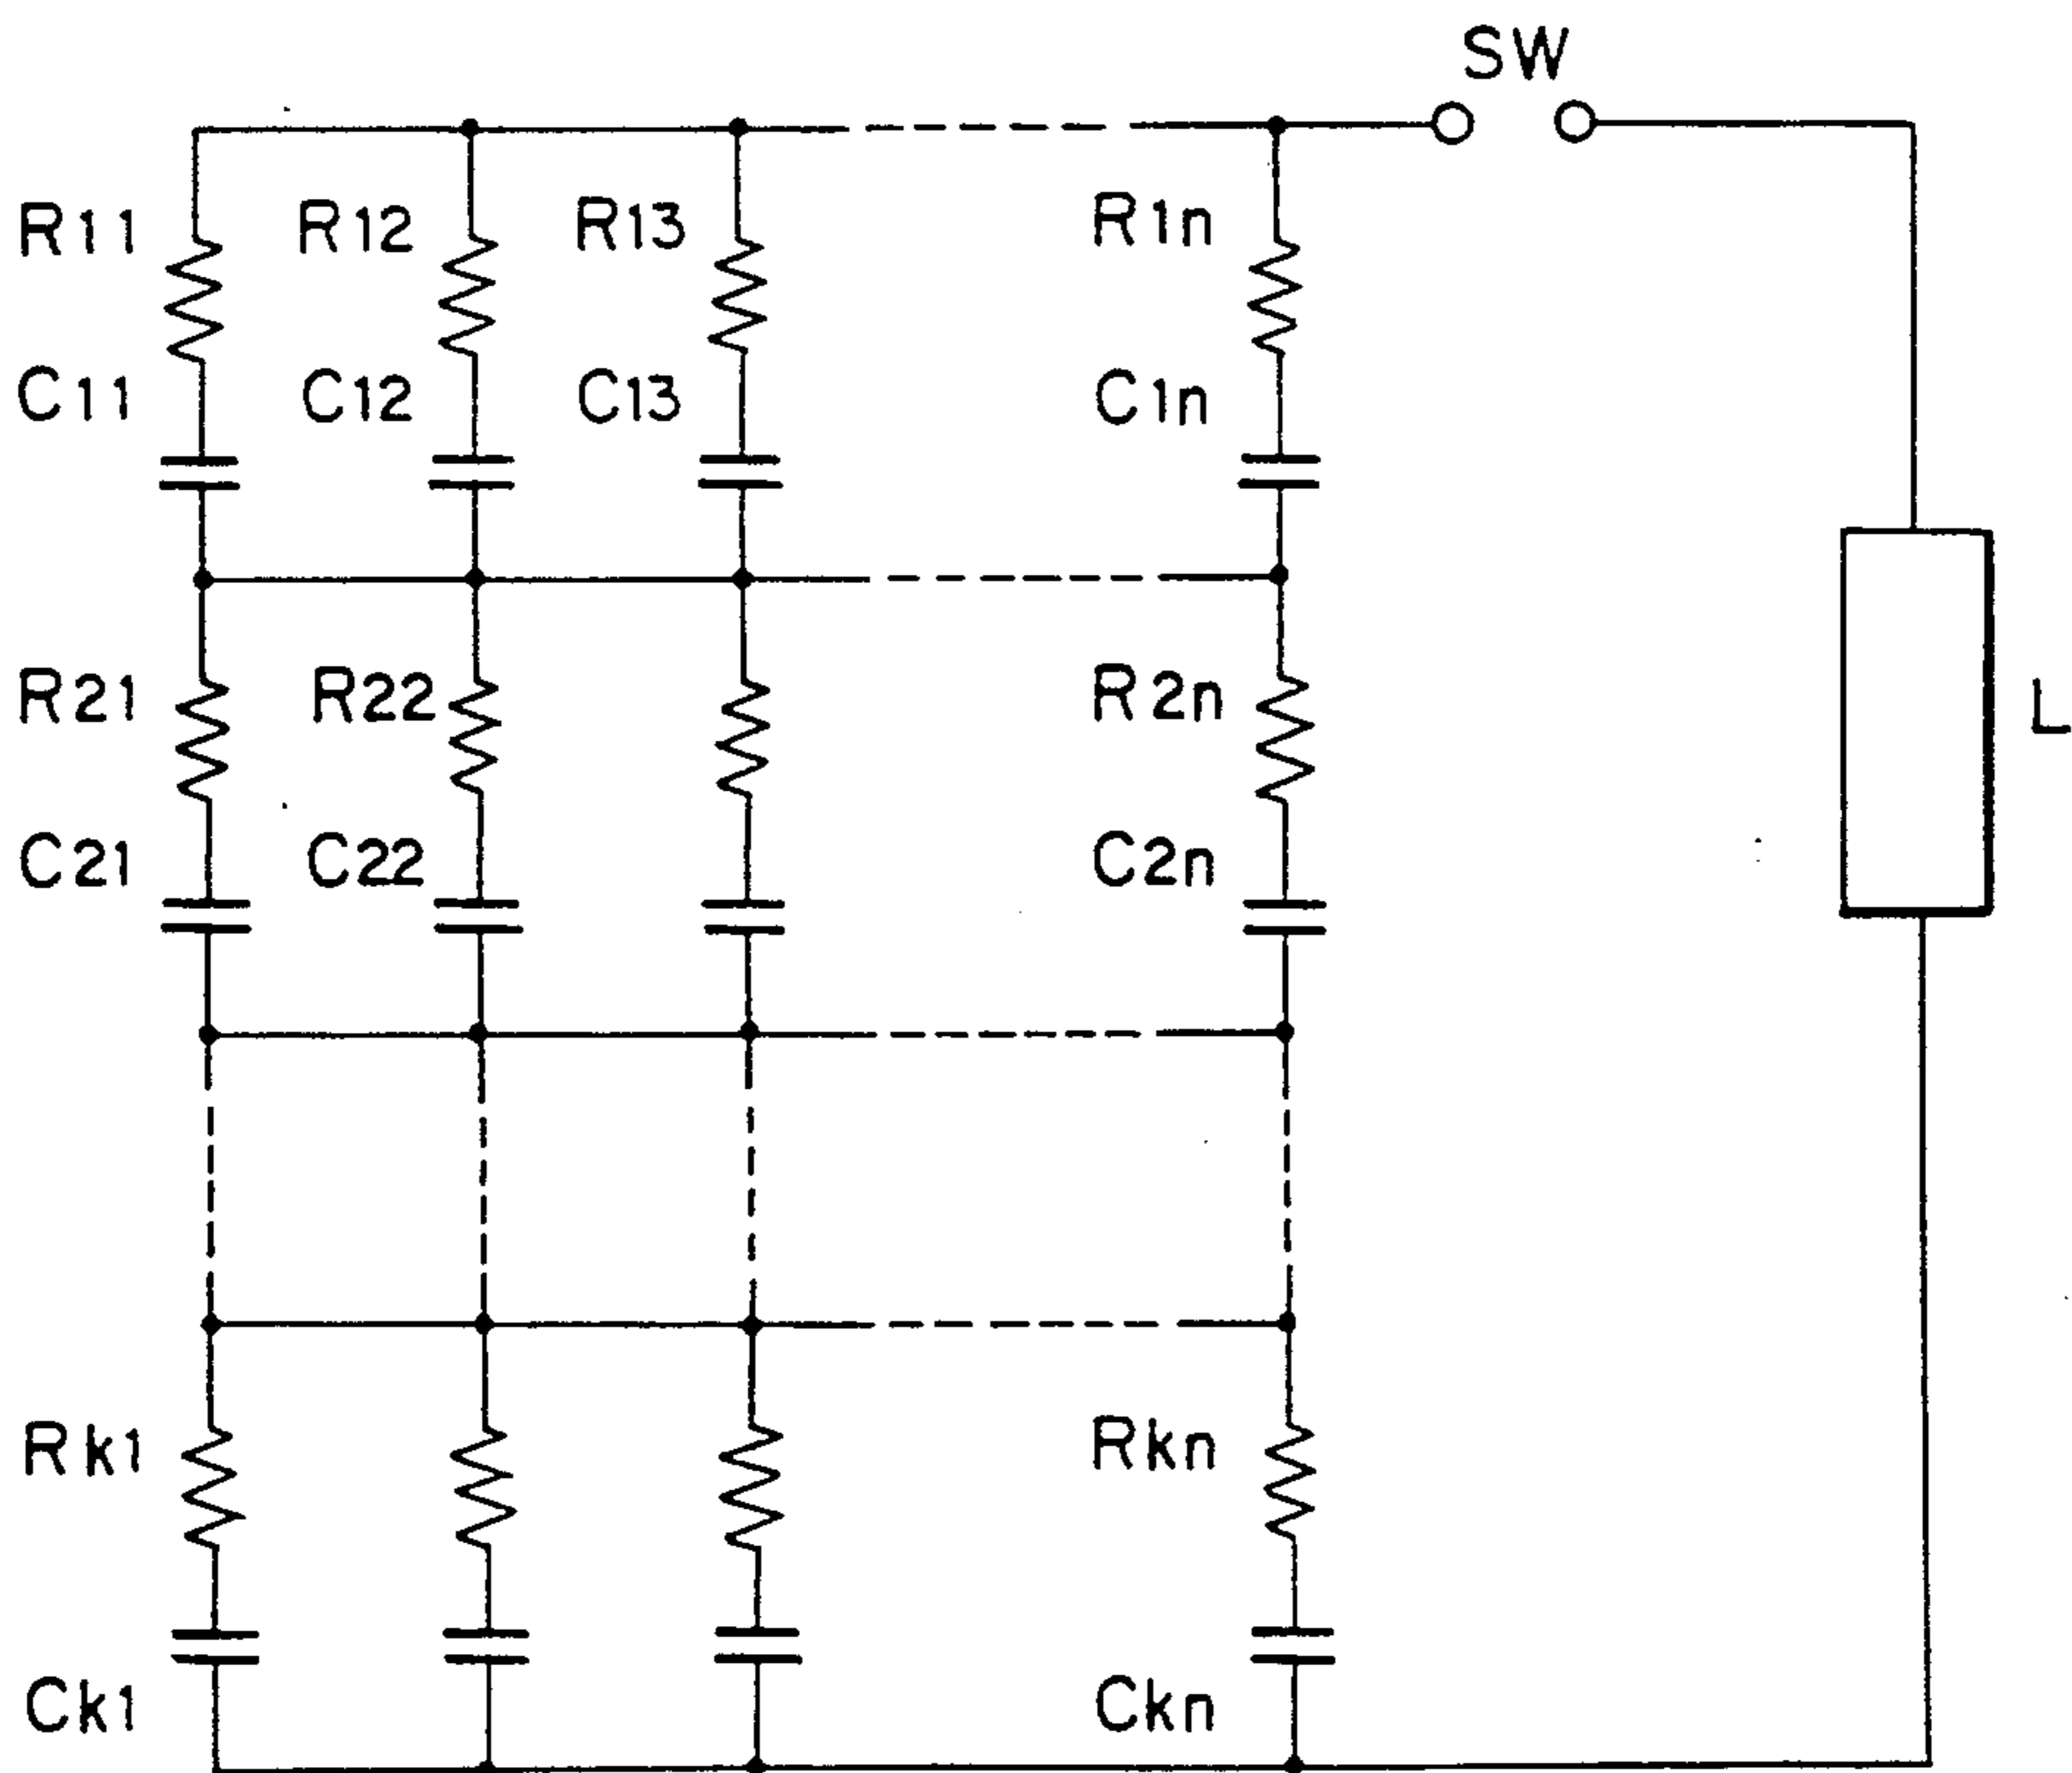 SW
R11 R12 R13 R1n
C11 C12 C13 C1n
R21 R22 R2n
L
C21 C22 C2n
Rk1 Rkn
Ck1 Ckn